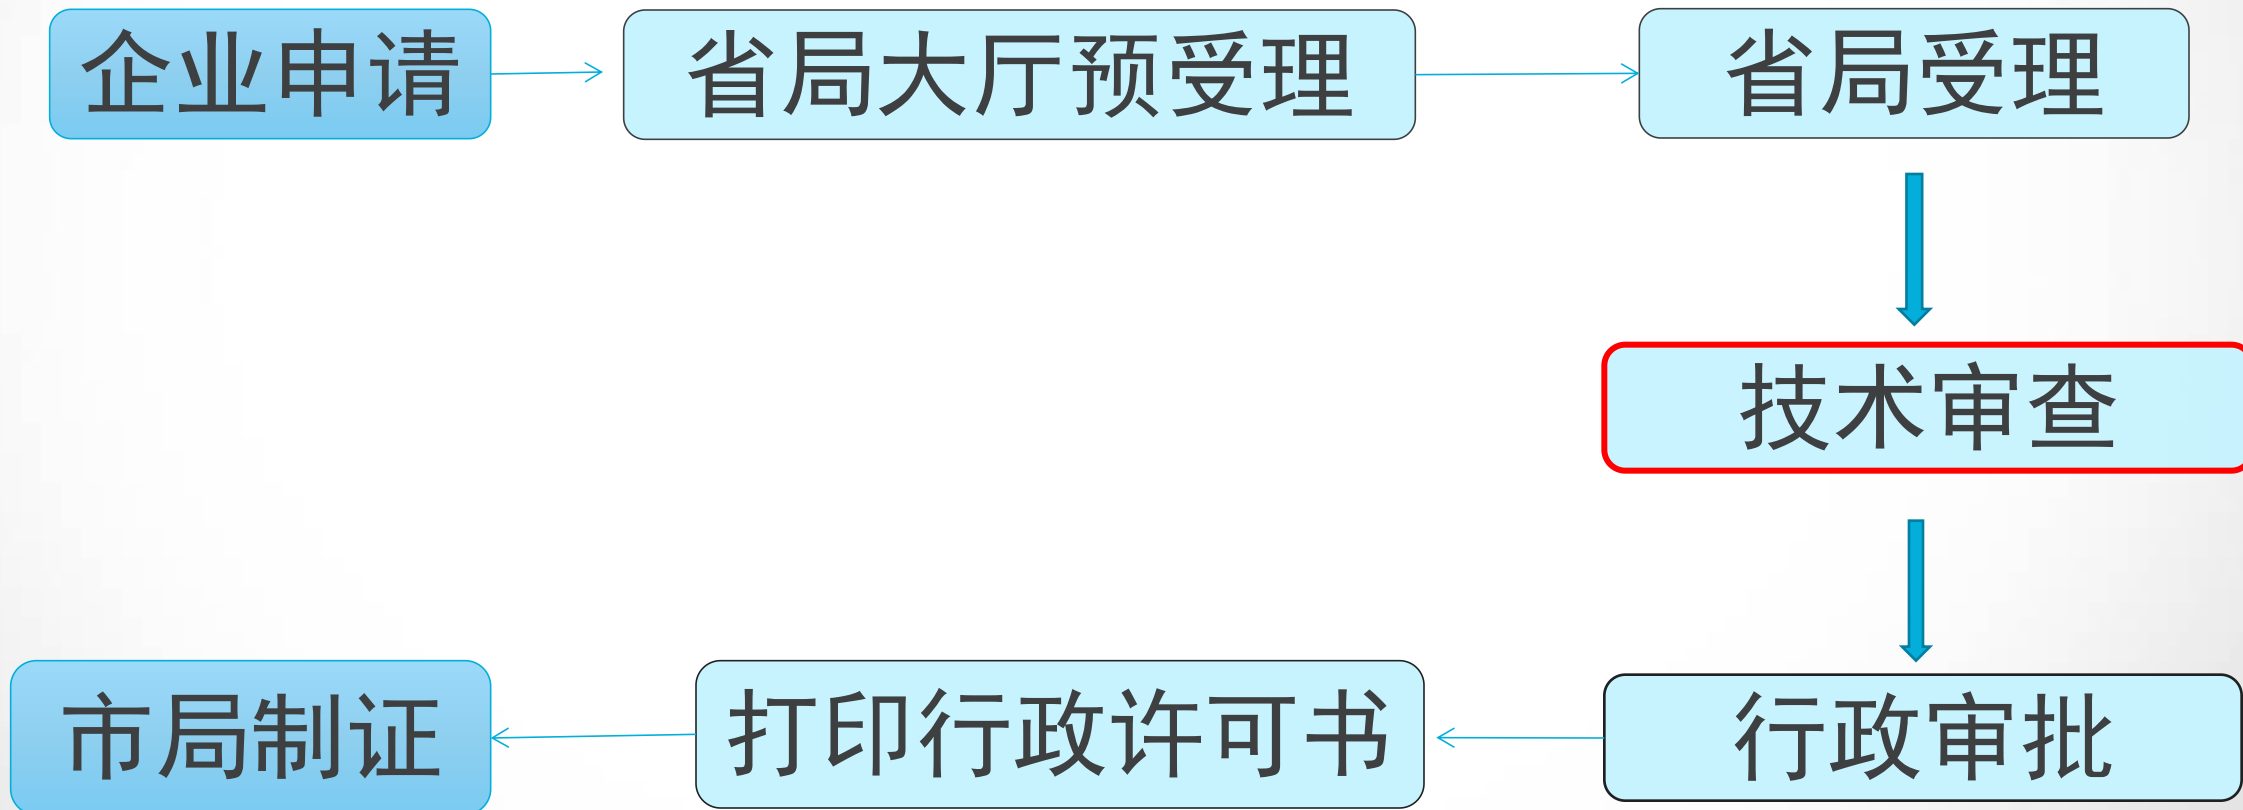 企业申请
省局大厅预受理
省局受理
技术审查
行政审批
打印行政许可书
市局制证